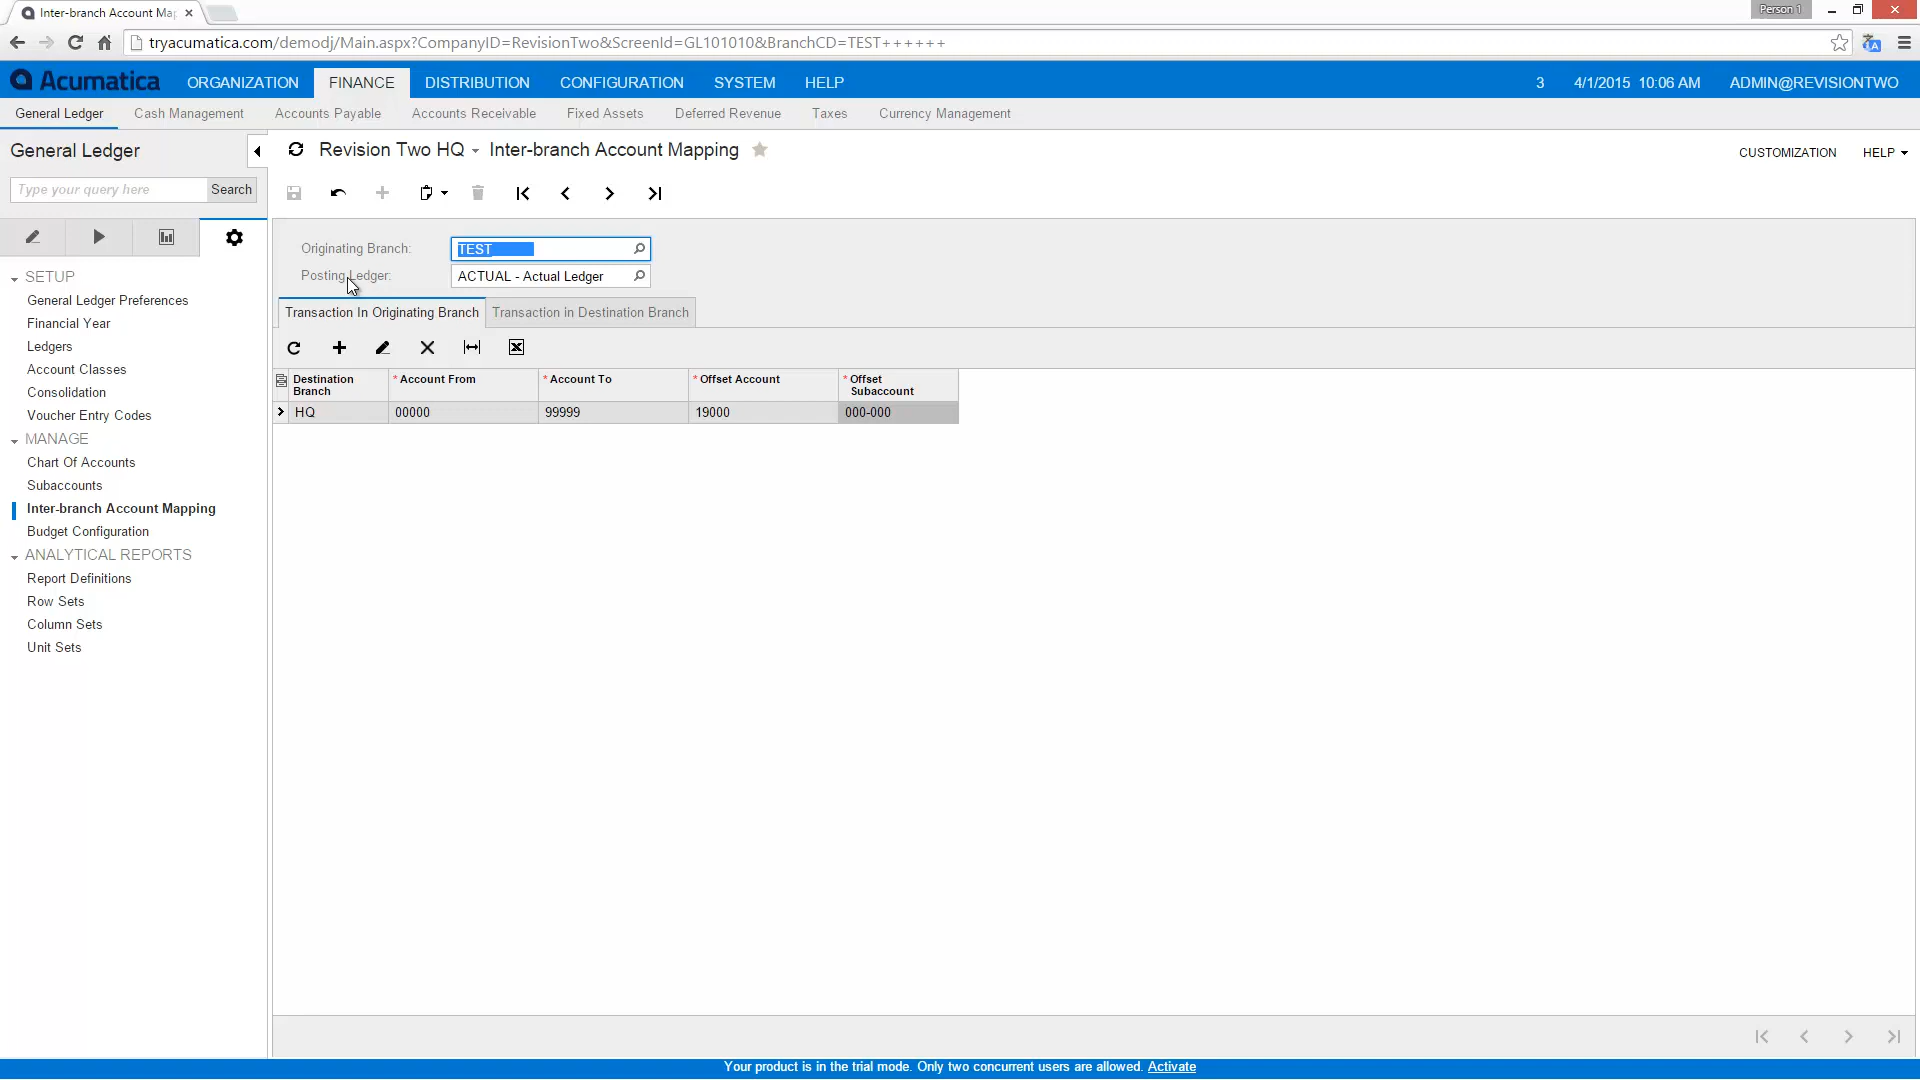 Inter-branch Account Map
Person 1
tryacumatica.com/demodj/Main.aspx?CompanyID=RevisionTwo&ScreenId=GL101010&BranchCD=TEST++++++
Acumatica ORGANIZATION FINANCE DISTRIBUTION CONFIGURATION SYSTEM HELP 3 4/1/2015 10:06 AM ADMIN@REVISIONTWO
General Ledger Cash Management Accounts Payable Accounts Receivable Fixed Assets Deferred Revenue Taxes Currency Management
General Ledger
Revision Two HQ Inter-branch Account Mapping
CUSTOMIZATION HELP
Type your query here Search
SETUP
General Ledger Preferences
Financial Year
Ledgers
Account Classes
Consolidation
Voucher Entry Codes
MANAGE
Chart Of Accounts
Subaccounts
Inter-branch Account Mapping
Budget Configuration
ANALYTICAL REPORTS
Report Definitions
Row Sets
Column Sets
Unit Sets
Originating Branch: TEST______
Posting Ledger: ACTUAL - Actual Ledger
Transaction In Originating Branch Transaction in Destination Branch
Destination Branch * Account From * Account To * Offset Account * Offset Subaccount
HQ 00000 99999 19000 000-000
Your product is in the trial mode. Only two concurrent users are allowed. Activate